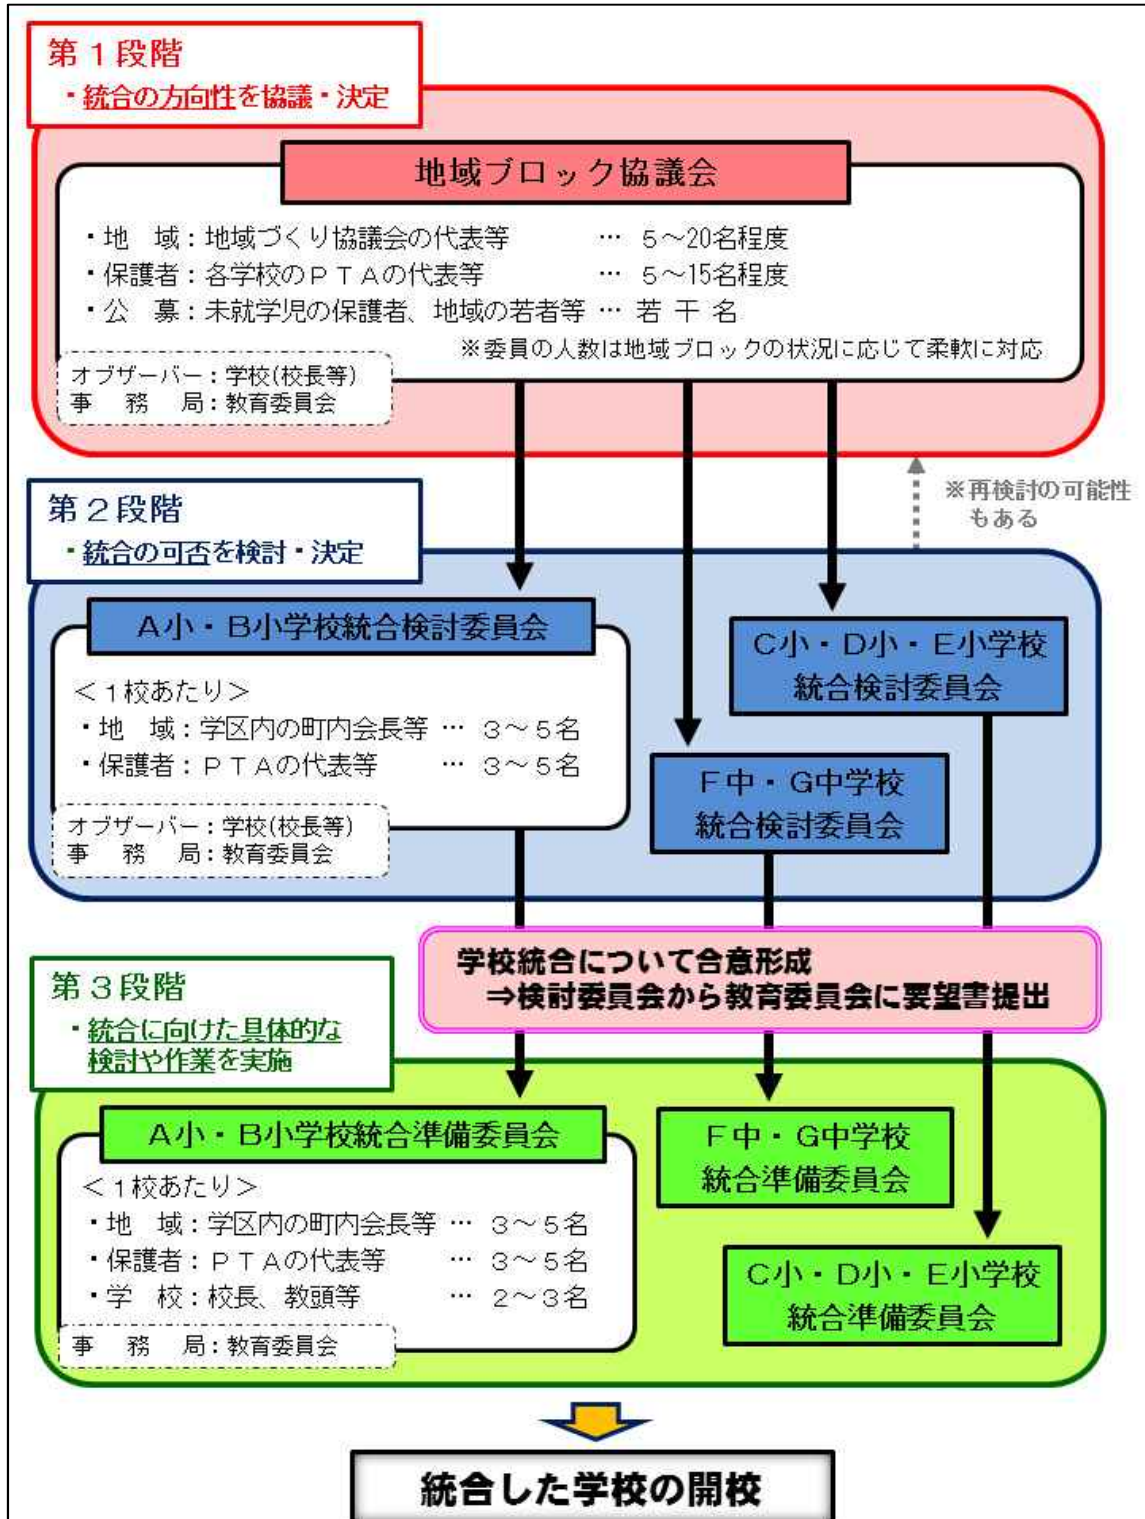 第1段階
・統合の方向性を協議・決定
地域ブロック協議会
・地　域：地域づくり協議会の代表等　　　… 5～20名程度
・保護者：各学校のPTAの代表等　　　　… 5～15名程度
・公　募：未就学児の保護者、地域の若者等 … 若 干 名
※委員の人数は地域ブロックの状況に応じて柔軟に対応
オブザーバー：学校(校長等)
事　務　局：教育委員会
※再検討の可能性
もある
第2段階
・統合の可否を検討・決定
A小・B小学校統合検討委員会
＜1校あたり＞
・地　域：学区内の町内会長等 … 3～5名
・保護者：PTAの代表等　　… 3～5名
オブザーバー：学校(校長等)
事　務　局：教育委員会
C小・D小・E小学校
統合検討委員会
F中・G中学校
統合検討委員会
学校統合について合意形成
⇒検討委員会から教育委員会に要望書提出
第3段階
・統合に向けた具体的な
検討や作業を実施
A小・B小学校統合準備委員会
＜1校あたり＞
・地　域：学区内の町内会長等 … 3～5名
・保護者：PTAの代表等　　… 3～5名
・学　校：校長、教頭等　　　… 2～3名
事　務　局：教育委員会
F中・G中学校
統合準備委員会
C小・D小・E小学校
統合準備委員会
統合した学校の開校